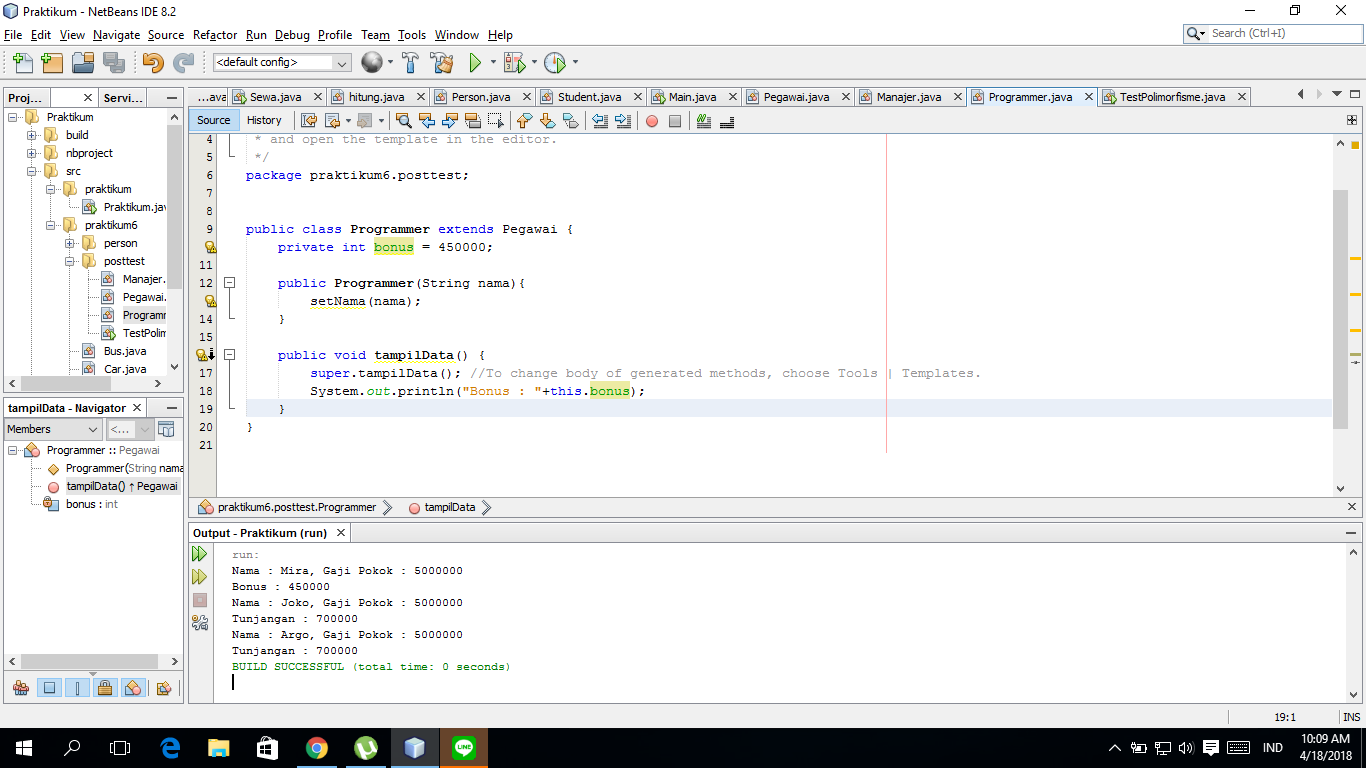 Praktikum - NetBeans IDE 8.2
File Edit View Navigate Source Refactor Run Debug Profile Team Tools Window Help
Search (Ctrl+I)
<default config>
Proj...
Servi...
Praktikum
build
nbproject
src
praktikum
Praktikum.jav
praktikum6
person
posttest
Manajer.
Pegawai.
Programm
TestPolim
Bus.java
Car.java
...ava Sewa.java hitung.java Person.java Student.java Main.java Pegawai.java Manajer.java Programmer.java TestPolimorfisme.java
Source History
4 * and open the template in the editor.
5 */
6 package praktikum6.posttest;
7
8
9 public class Programmer extends Pegawai {
private int bonus = 450000;
11
12 public Programmer(String nama){
setNama(nama);
14 }
15
public void tampilData() {
17 super.tampilData(); //To change body of generated methods, choose Tools | Templates.
18 System.out.println("Bonus : "+this.bonus);
19 }
20 }
21
praktikum6.posttest.Programmer tampilData
tampilData - Navigator
Members <...
Programmer :: Pegawai
Programmer(String nama
tampilData() ↑ Pegawai
bonus : int
Output - Praktikum (run)
run:
Nama : Mira, Gaji Pokok : 5000000
Bonus : 450000
Nama : Joko, Gaji Pokok : 5000000
Tunjangan : 700000
Nama : Argo, Gaji Pokok : 5000000
Tunjangan : 700000
BUILD SUCCESSFUL (total time: 0 seconds)
19:1 INS
LINE
IND
10:09 AM
4/18/2018